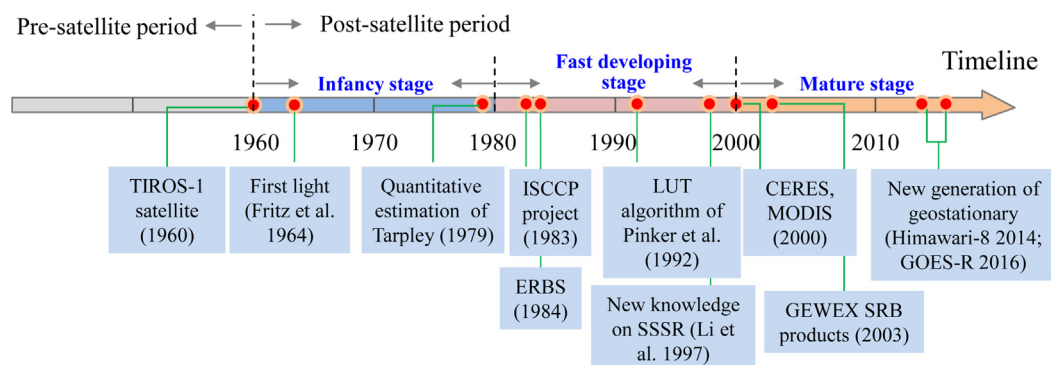 Pre-satellite period
Post-satellite period
Infancy stage
Fast developing
stage
Mature stage
Timeline
1960
1970
1980
1990
2000
2010
TIROS-1
satellite
(1960)
First light
(Fritz et al.
1964)
Quantitative
estimation of
Tarpley (1979)
ISCCP
project
(1983)
ERBS
(1984)
LUT
algorithm of
Pinker et al.
(1992)
New knowledge
on SSSR (Li et
al. 1997)
CERES,
MODIS
(2000)
GEWEX SRB
products (2003)
New generation of
geostationary
(Himawari-8 2014;
GOES-R 2016)